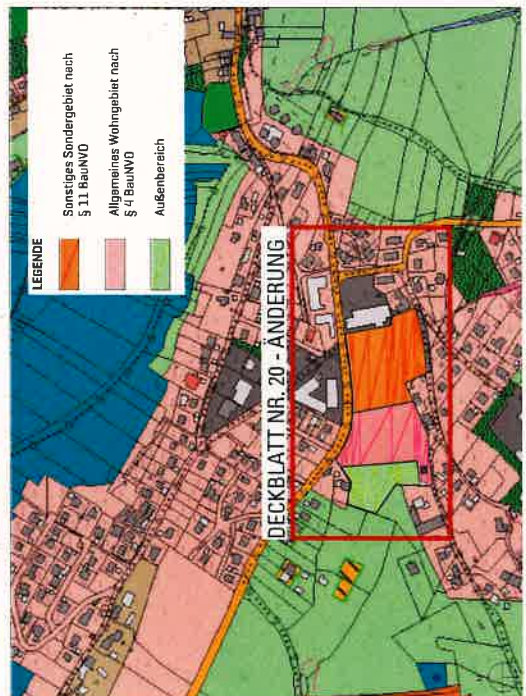 LEGENDE
Sonstiges Sondergebiet nach
§ 11 BauNVO
Allgemeines Wohngebiet nach
§ 4 BauNVO
Außenbereich
DECKBLATT NR. 20 - ÄNDERUNG